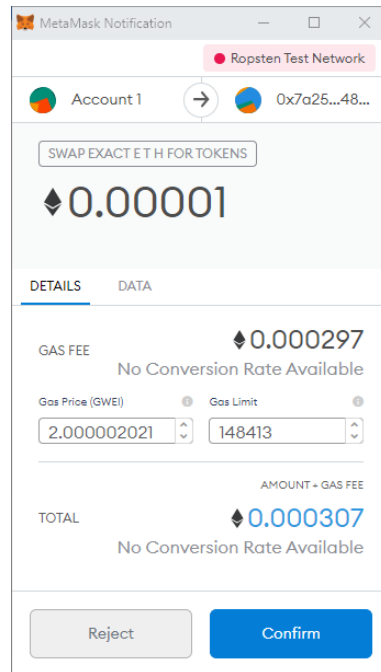 MetaMask Notification
Ropsten Test Network
Account 1 0x7a25...48...
SWAP EXACT E T H FOR TOKENS
0.00001
DETAILS DATA
GAS FEE 0.000297
No Conversion Rate Available
Gas Price (GWEI) Gas Limit
2.000002021 148413
AMOUNT + GAS FEE
TOTAL 0.000307
No Conversion Rate Available
Reject Confirm